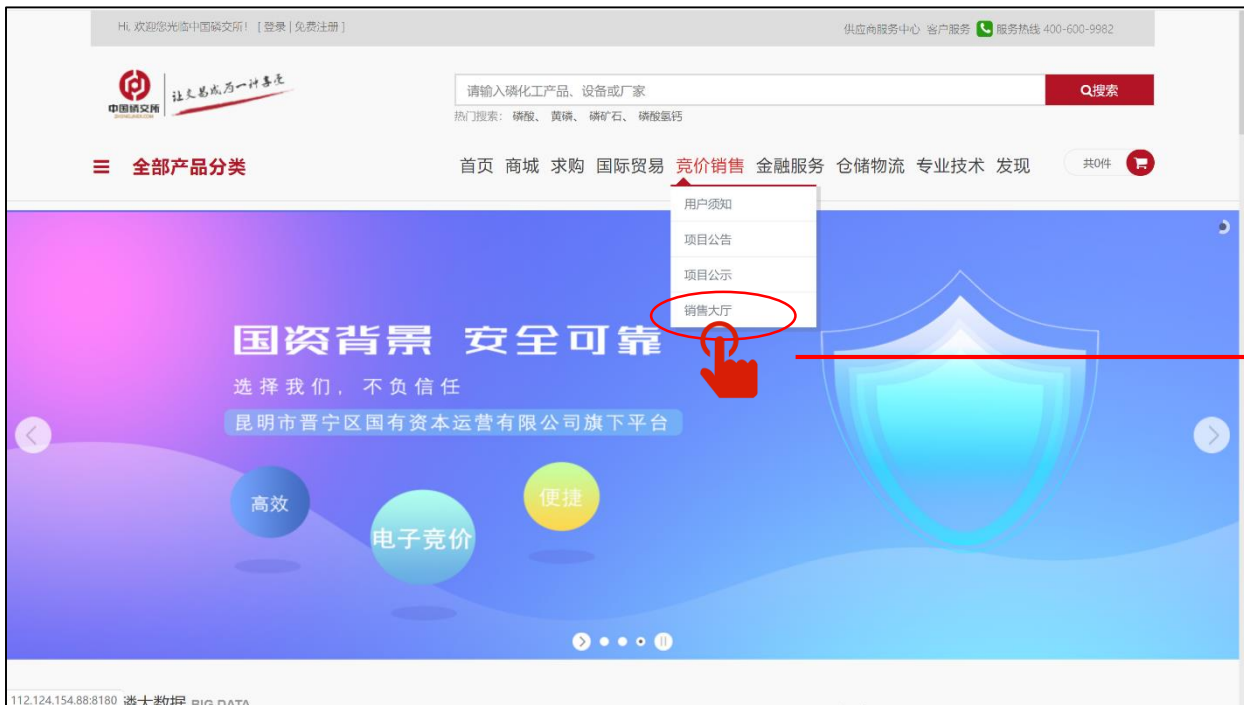 Hi, 欢迎您光临中国磷交所! [ 登录 | 免费注册 ]
供应商服务中心 客户服务 服务热线 400-600-9982
中国磷交所
让交易成为一种享受
请输入磷化工产品、设备或厂家
搜索
热门搜索: 磷酸、 黄磷、 磷矿石、 磷酸氢钙
全部产品分类
首页 商城 求购 国际贸易 竞价销售 金融服务 仓储物流 专业技术 发现
共0件
用户须知
项目公告
项目公示
销售大厅
国资背景 安全可靠
选择我们,不负信任
昆明市晋宁区国有资本运营有限公司旗下平台
高效
电子竞价
便捷
112.124.154.88:8180
大数据 BIG DATA